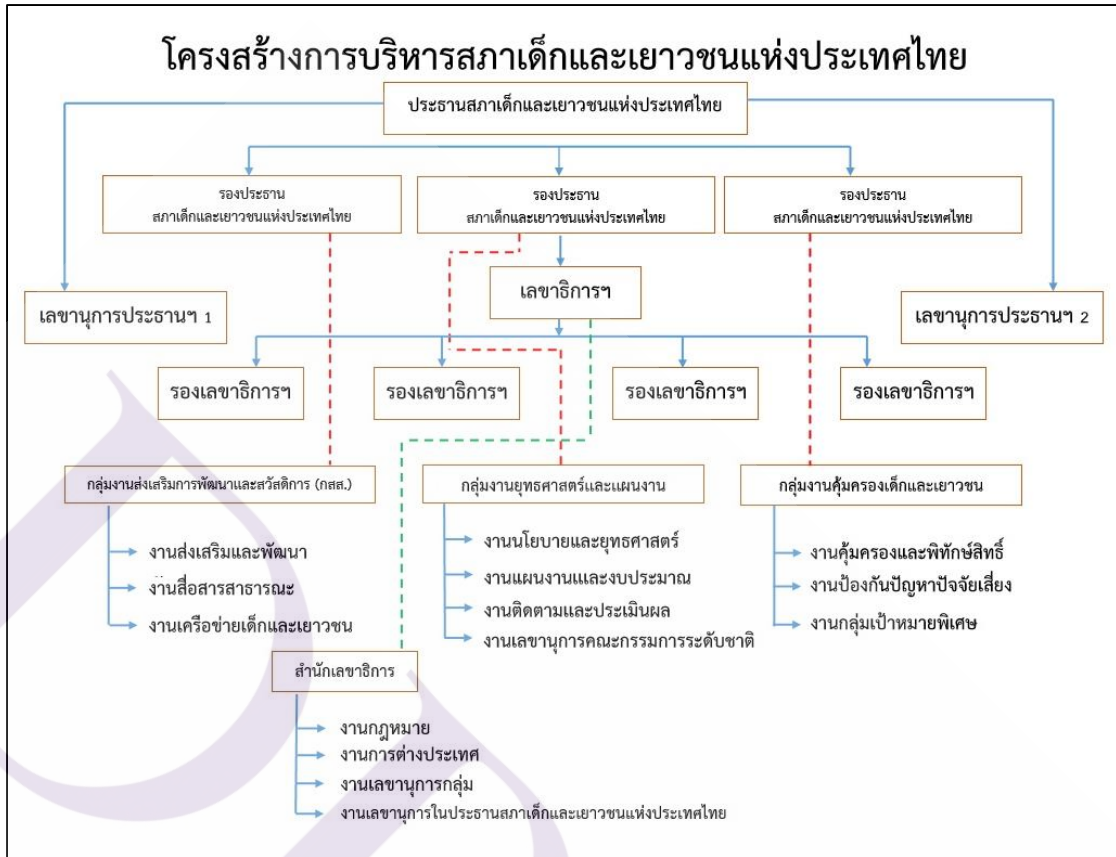 โครงสร้างการบริหารสภาเด็กและเยาวชนแห่งประเทศไทย
ประธานสภาเด็กและเยาวชนแห่งประเทศไทย
รองประธาน
สภาเด็กและเยาวชนแห่งประเทศไทย
รองประธาน
สภาเด็กและเยาวชนแห่งประเทศไทย
รองประธาน
สภาเด็กและเยาวชนแห่งประเทศไทย
เลขาธิการฯ
เลขานุการประธานฯ 1
เลขานุการประธานฯ 2
รองเลขาธิการฯ
รองเลขาธิการฯ
รองเลขาธิการฯ
รองเลขาธิการฯ
กลุ่มงานส่งเสริมการพัฒนาและสวัสดิการ (กสส.)
งานส่งเสริมและพัฒนา
งานสื่อสารสาธารณะ
งานเครือข่ายเด็กและเยาวชน
กลุ่มงานยุทธศาสตร์และแผนงาน
งานนโยบายและยุทธศาสตร์
งานแผนงานและงบประมาณ
งานติดตามและประเมินผล
งานเลขานุการคณะกรรมการระดับชาติ
กลุ่มงานคุ้มครองเด็กและเยาวชน
งานคุ้มครองและพิทักษ์สิทธิ์
งานป้องกันปัญหาปัจจัยเสี่ยง
งานกลุ่มเป้าหมายพิเศษ
สำนักเลขาธิการ
งานกฎหมาย
งานการต่างประเทศ
งานเลขานุการกลุ่ม
งานเลขานุการในประธานสภาเด็กและเยาวชนแห่งประเทศไทย